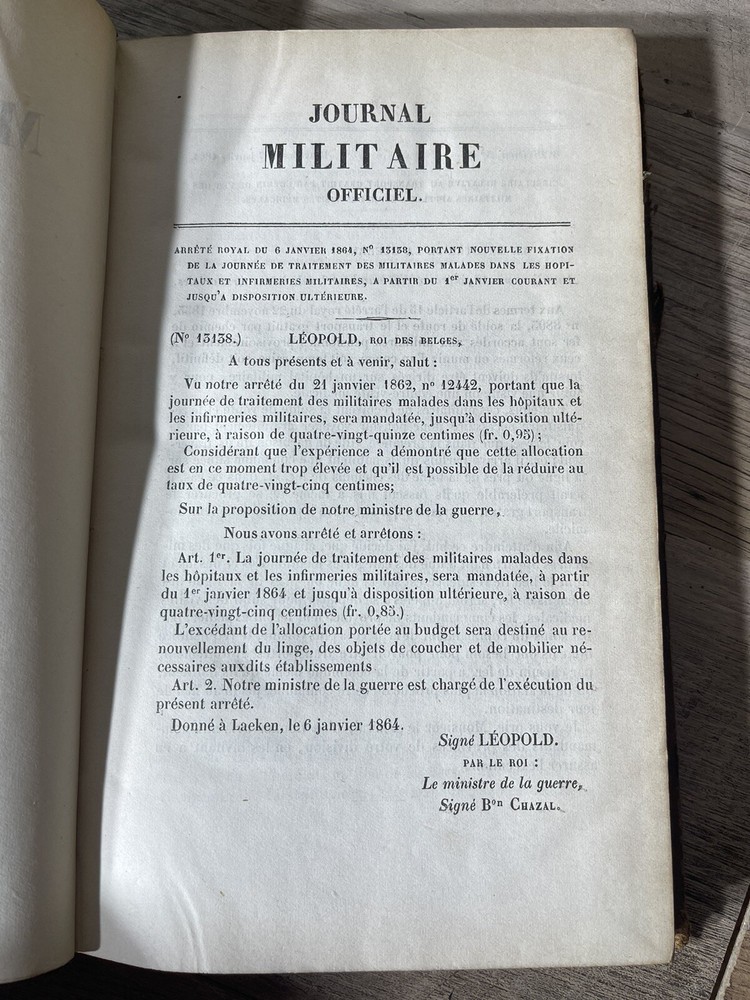 JOURNAL
MILITAIRE
OFFICIEL.
ARRÊTÉ ROYAL DU 6 JANVIER 1864, Nº 13138, PORTANT NOUVELLE FIXATION
DE LA JOURNÉE DE TRAITEMENT DES MILITAIRES MALADES DANS LES HOPI-
TAUX ET INFIRMERIES MILITAIRES, A PARTIR DU 1er JANVIER COURANT ET
JUSQU'A DISPOSITION ULTÉRIEURE.
(Nº 13138.) LÉOPOLD, ROI DES BELGES,
A tous présents et à venir, salut :
Vu notre arrêté du 21 janvier 1862, nº 12442, portant que la
journée de traitement des militaires malades dans les hôpitaux et
les infirmeries militaires, sera mandatée, jusqu'à disposition ulté-
rieure, à raison de quatre-vingt-quinze centimes (fr. 0,95) ;
Considérant que l'expérience a démontré que cette allocation
est en ce moment trop élevée et qu'il est possible de la réduire au
taux de quatre-vingt-cinq centimes;
Sur la proposition de notre ministre de la guerre,
Nous avons arrêté et arrêtons :
Art. 1er. La journée de traitement des militaires malades dans
les hôpitaux et les infirmeries militaires, sera mandatée, à partir
du 1er janvier 1864 et jusqu'à disposition ultérieure, à raison de
quatre-vingt-cinq centimes (fr. 0,85.)
L'excédant de l'allocation portée au budget sera destiné au re-
nouvellement du linge, des objets de coucher et de mobilier né-
cessaires auxdits établissements
Art. 2. Notre ministre de la guerre est chargé de l'exécution du
présent arrêté.
Donné à Laeken, le 6 janvier 1864.
Signé LÉOPOLD.
PAR LE ROI :
Le ministre de la guerre,
Signé Bon CHAZAL.